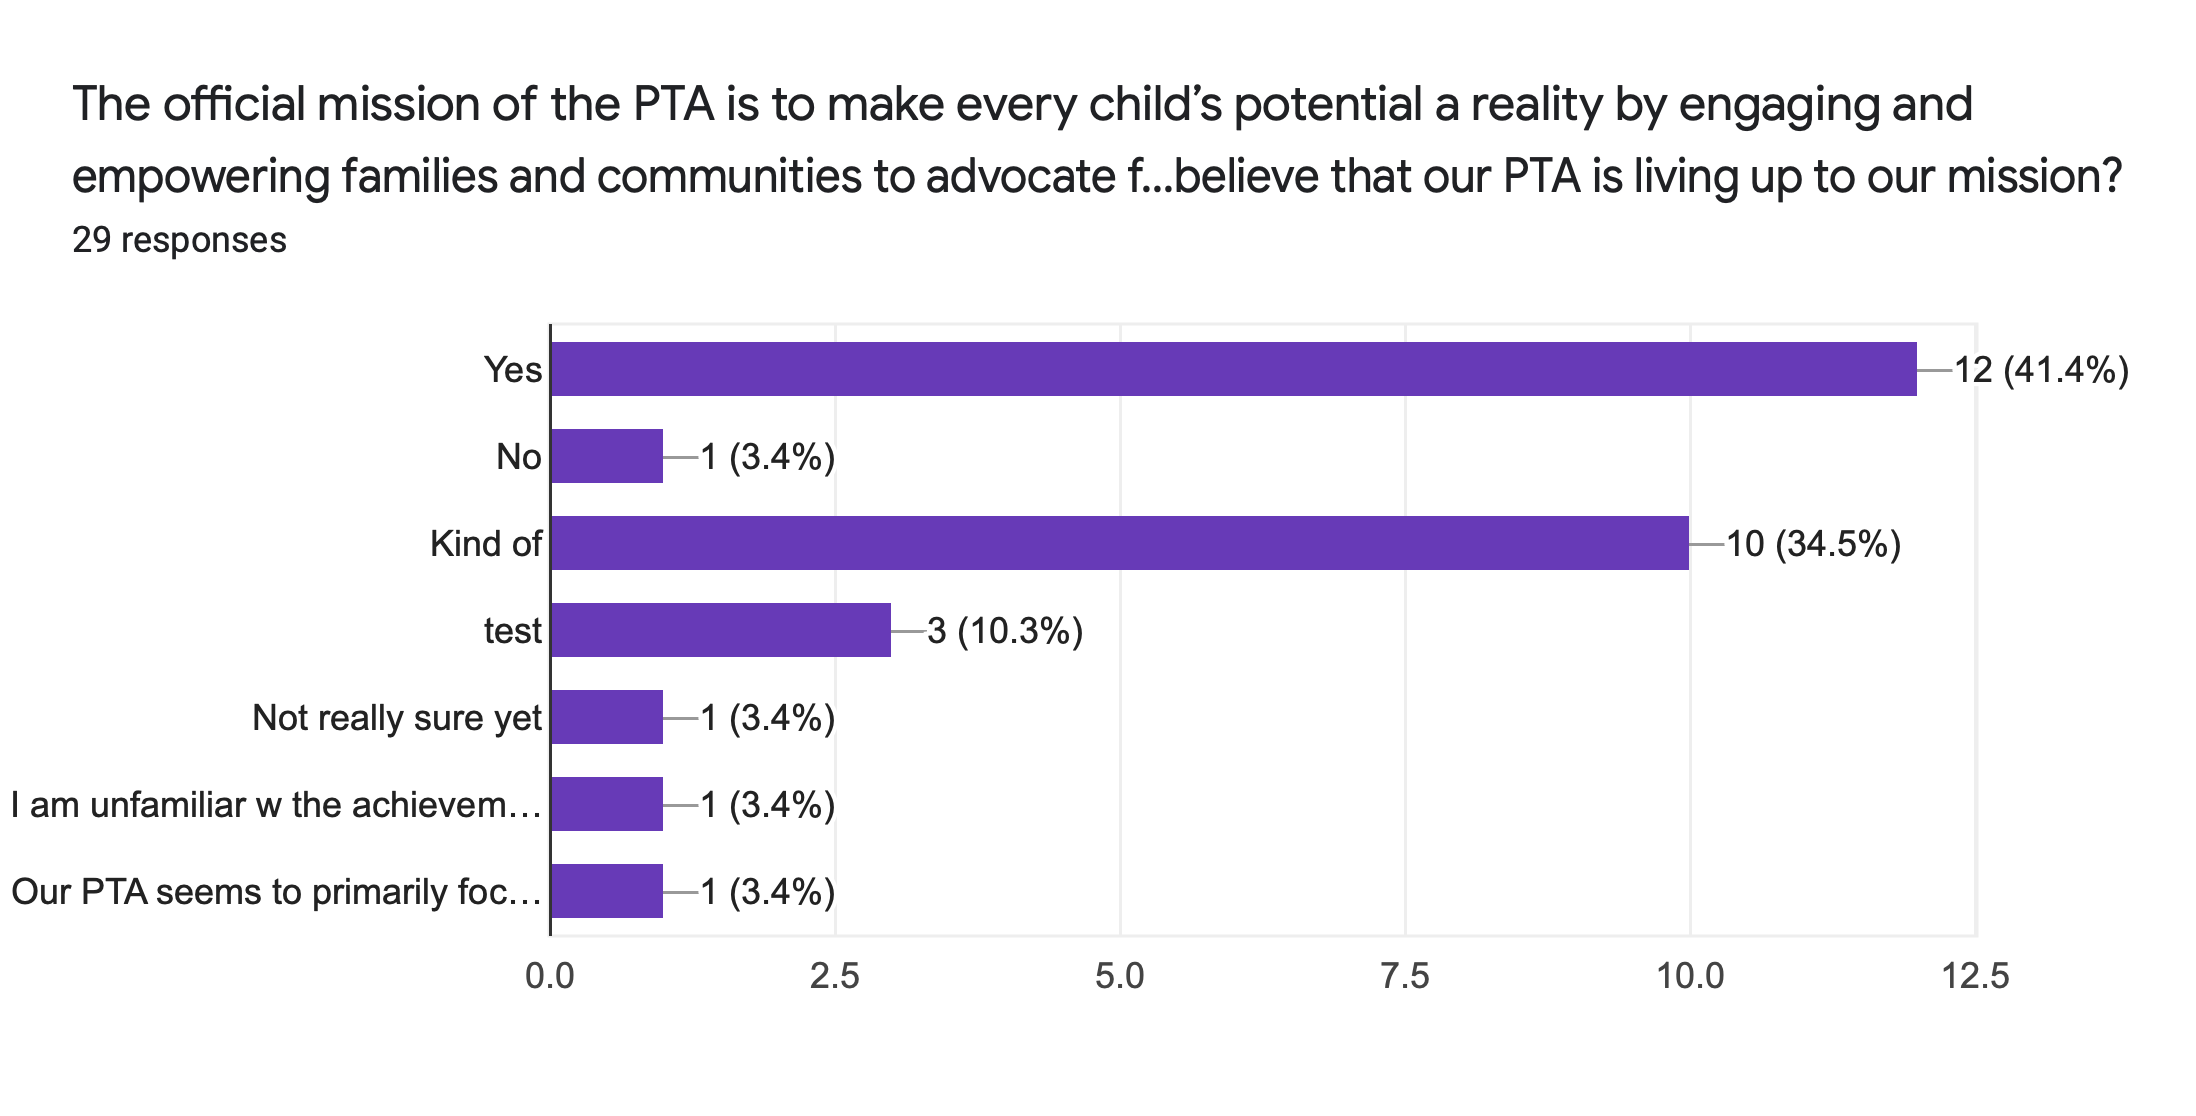 The official mission of the PTA is to make every child’s potential a reality by engaging and
empowering families and communities to advocate f...believe that our PTA is living up to our mission?
29 responses
Yes
12 (41.4%)
No
1 (3.4%)
Kind of
10 (34.5%)
test
3 (10.3%)
Not really sure yet
1 (3.4%)
I am unfamiliar w the achievem…
1 (3.4%)
Our PTA seems to primarily foc…
1 (3.4%)
0.0 2.5 5.0 7.5 10.0 12.5